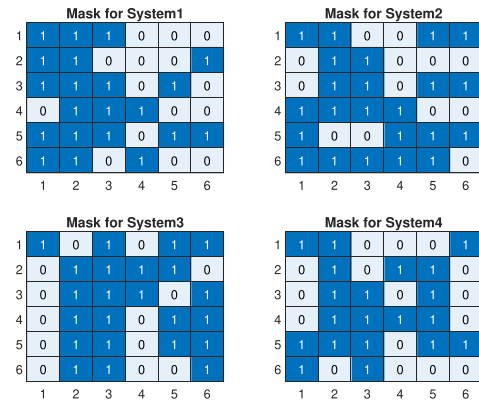 Mask for System1
1 1 1 1 0 0 0
2 1 1 0 0 0 1
3 1 1 1 0 1 0
4 0 1 1 1 0 0
5 1 1 1 0 1 1
6 1 1 0 1 0 0
1 2 3 4 5 6
Mask for System2
1 1 1 0 0 1 1
2 0 1 1 0 0 0
3 0 1 1 0 1 1
4 1 1 1 1 0 0
5 1 0 0 1 1 1
6 1 1 1 1 1 0
1 2 3 4 5 6
Mask for System3
1 1 0 1 0 1 1
2 0 1 1 1 1 0
3 0 1 1 1 0 1
4 0 1 1 0 1 1
5 0 1 1 0 1 1
6 0 1 1 0 0 1
1 2 3 4 5 6
Mask for System4
1 1 1 0 0 0 1
2 0 1 0 1 1 0
3 0 1 1 0 1 0
4 0 1 1 1 1 0
5 1 1 1 0 1 1
6 1 0 1 0 0 0
1 2 3 4 5 6